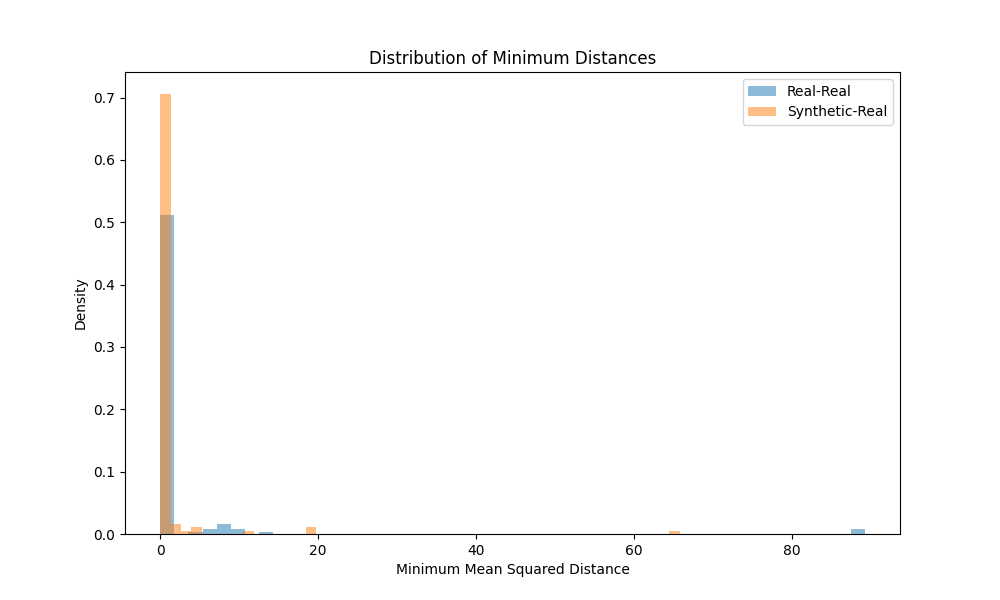 Distribution of Minimum Distances
Real-Real
Synthetic-Real
0.7
0.6
0.5
0.4
0.3
0.2
0.1
0.0
Density
0
20
40
60
80
Minimum Mean Squared Distance